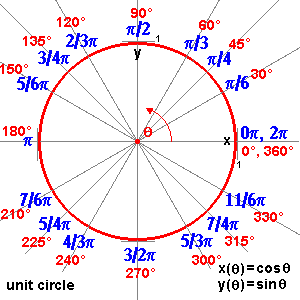 90°
120°
π/2
60°
135°
2/3π
y
1
π/3
45°
150°
3/4π
π/4
30°
5/6π
π/6
180°
π
θ
x
0π, 2π
0°, 360°
1
7/6π
11/6π
210°
330°
5/4π
7/4π
225°
4/3π
3/2π
5/3π
315°
240°
270°
300°
unit circle
x(θ)=cosθ
y(θ)=sinθ